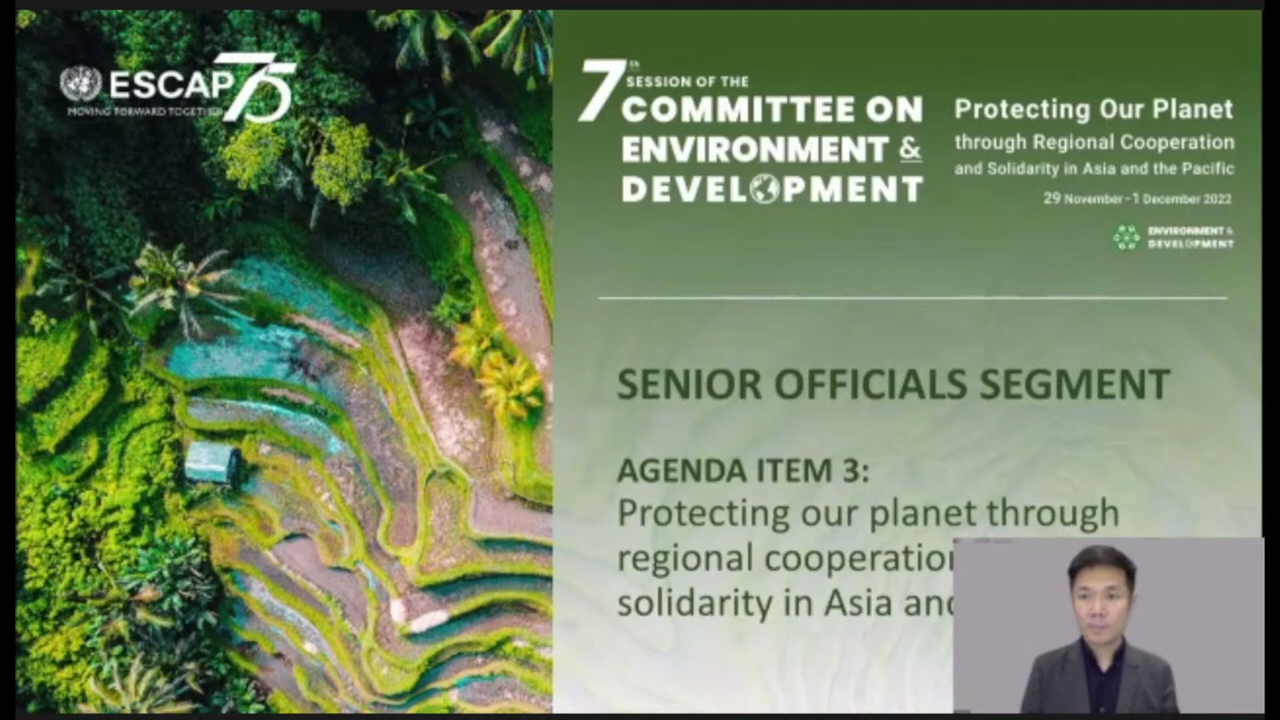 ESCAP 75
MOVING FORWARD TOGETHER
7th SESSION OF THE
COMMITTEE ON
ENVIRONMENT &
DEVELOPMENT
Protecting Our Planet
through Regional Cooperation
and Solidarity in Asia and the Pacific
29 November - 1 December 2022
ENVIRONMENT &
DEVELOPMENT
SENIOR OFFICIALS SEGMENT
AGENDA ITEM 3:
Protecting our planet through
regional cooperation
solidarity in Asia and